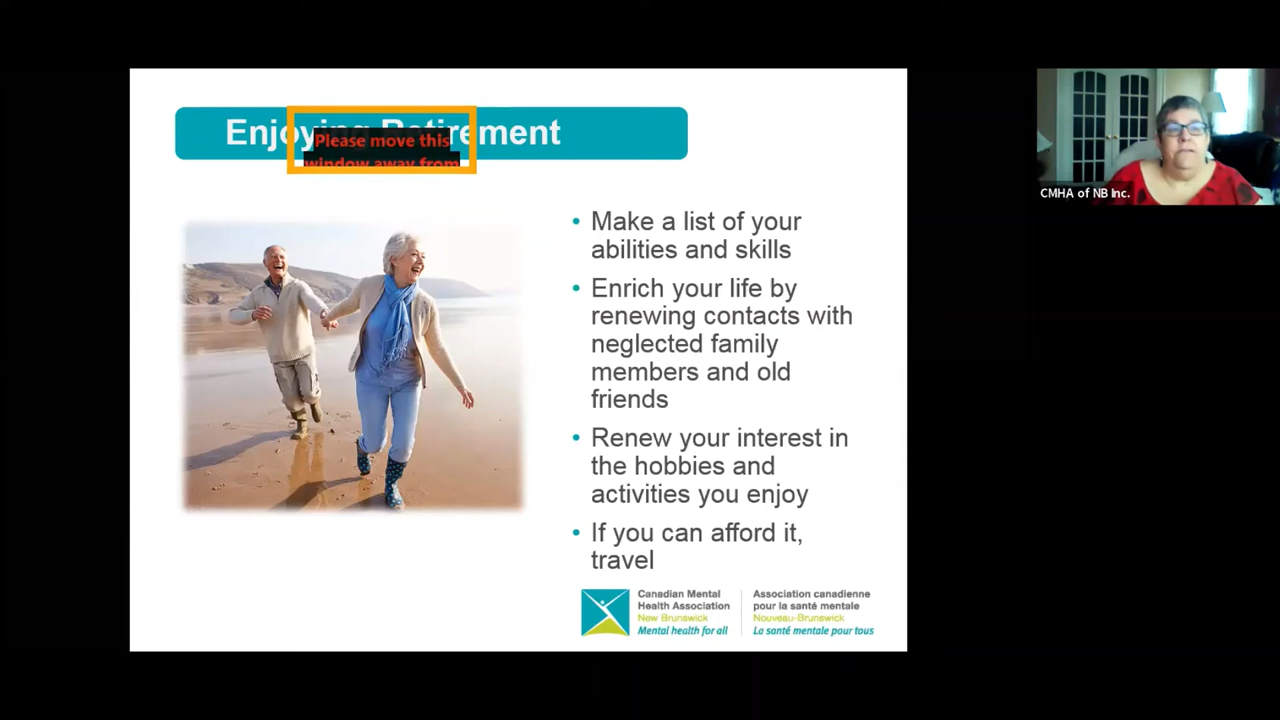 Enjoying Retirement
Please move this
window away from
CMHA of NB Inc.
• Make a list of your
abilities and skills
• Enrich your life by
renewing contacts with
neglected family
members and old
friends
• Renew your interest in
the hobbies and
activities you enjoy
• If you can afford it,
travel
Canadian Mental
Health Association
New Brunswick
Mental health for all
Association canadienne
pour la santé mentale
Nouveau-Brunswick
La santé mentale pour tous